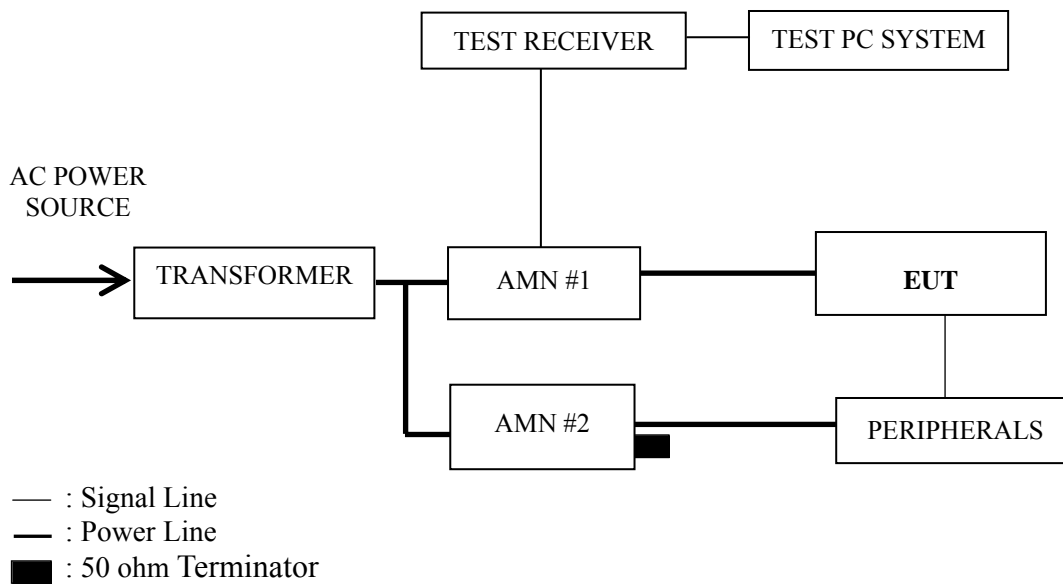 TEST RECEIVER
TEST PC SYSTEM
AC POWER
SOURCE
TRANSFORMER
AMN #1
EUT
AMN #2
PERIPHERALS
: Signal Line
: Power Line
: 50 ohm Terminator